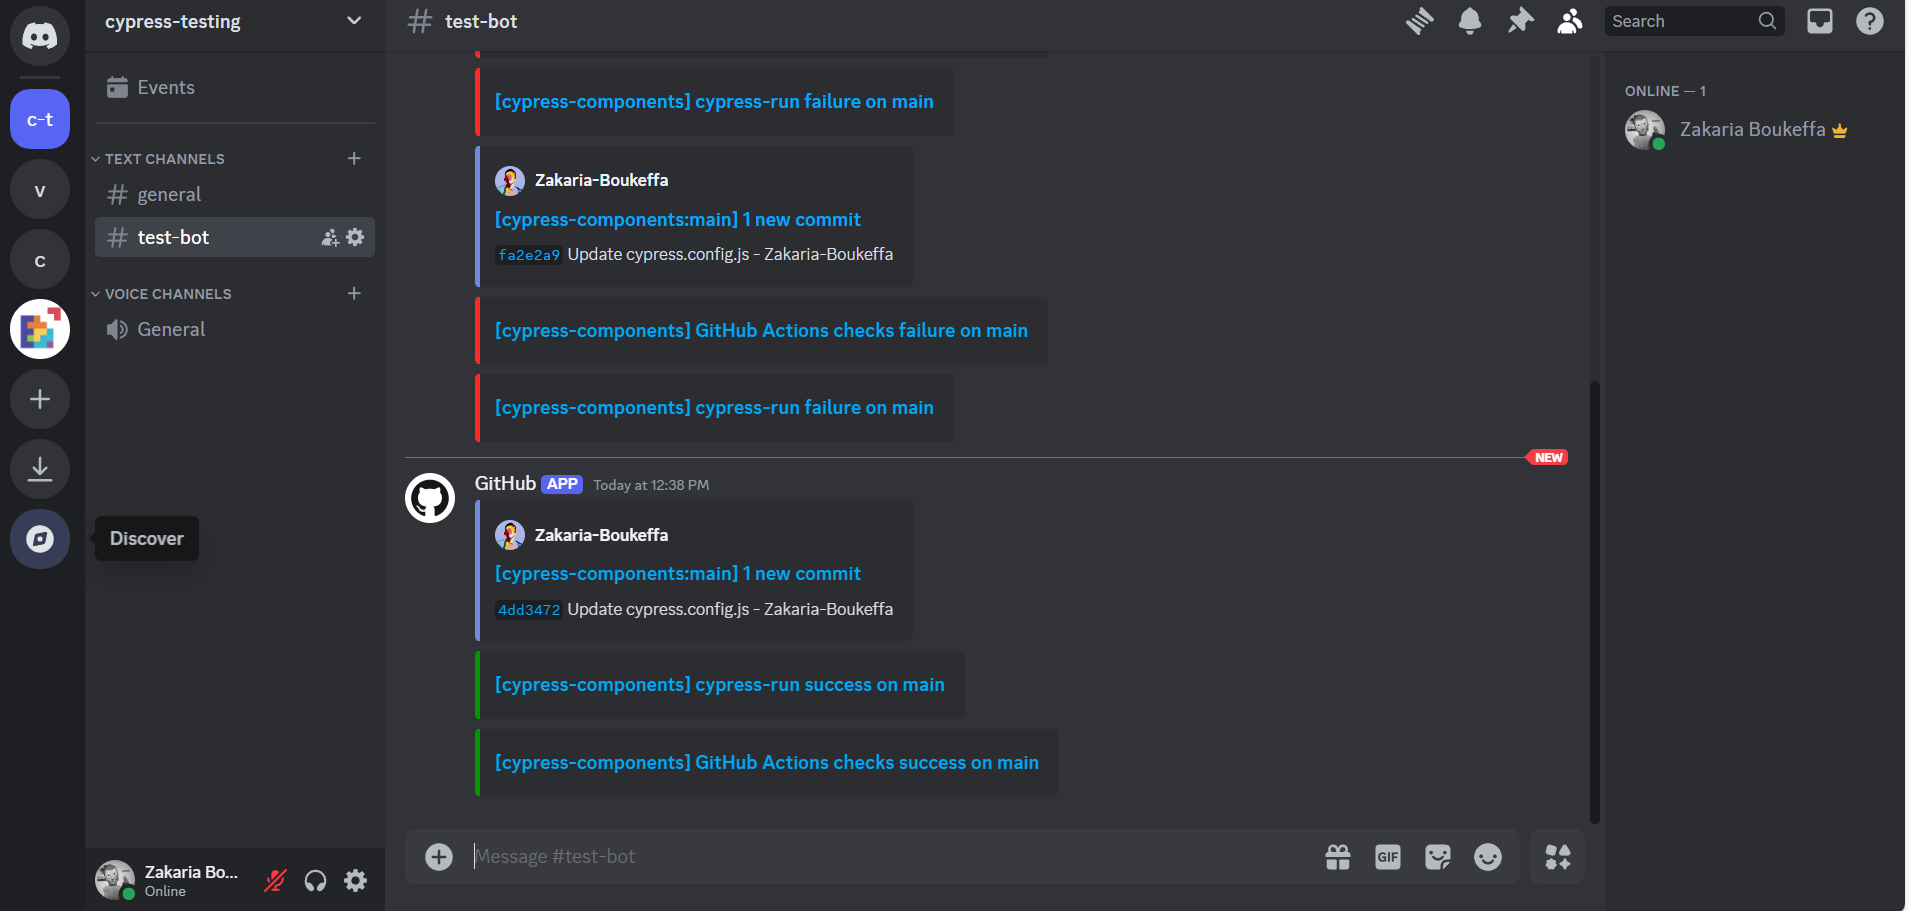 cypress-testing
Events
TEXT CHANNELS
general
test-bot
VOICE CHANNELS
General
c-t
v
c
Discover
Zakaria Bo...
Online
test-bot
Search
[cypress-components] cypress-run failure on main
Zakaria-Boukeffa
[cypress-components:main] 1 new commit
fa2e2a9 Update cypress.config.js - Zakaria-Boukeffa
[cypress-components] GitHub Actions checks failure on main
[cypress-components] cypress-run failure on main
NEW
GitHub APP Today at 12:38 PM
Zakaria-Boukeffa
[cypress-components:main] 1 new commit
4dd3472 Update cypress.config.js - Zakaria-Boukeffa
[cypress-components] cypress-run success on main
[cypress-components] GitHub Actions checks success on main
Message #test-bot
GIF
ONLINE — 1
Zakaria Boukeffa